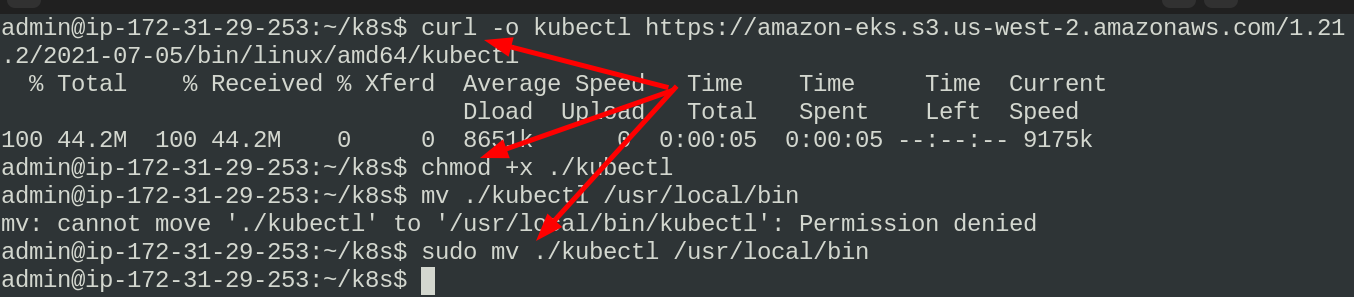 admin@ip-172-31-29-253:~/k8s$ curl -o kubectl https://amazon-eks.s3.us-west-2.amazonaws.com/1.21
.2/2021-07-05/bin/linux/amd64/kubectl
  % Total    % Received % Xferd  Average Speed   Time    Time     Time  Current
                                 Dload  Upload   Total   Spent    Left  Speed
100 44.2M  100 44.2M    0     0  8651k      0  0:00:05  0:00:05 --:--:-- 9175k
admin@ip-172-31-29-253:~/k8s$ chmod +x ./kubectl
admin@ip-172-31-29-253:~/k8s$ mv ./kubectl /usr/local/bin
mv: cannot move './kubectl' to '/usr/local/bin/kubectl': Permission denied
admin@ip-172-31-29-253:~/k8s$ sudo mv ./kubectl /usr/local/bin
admin@ip-172-31-29-253:~/k8s$